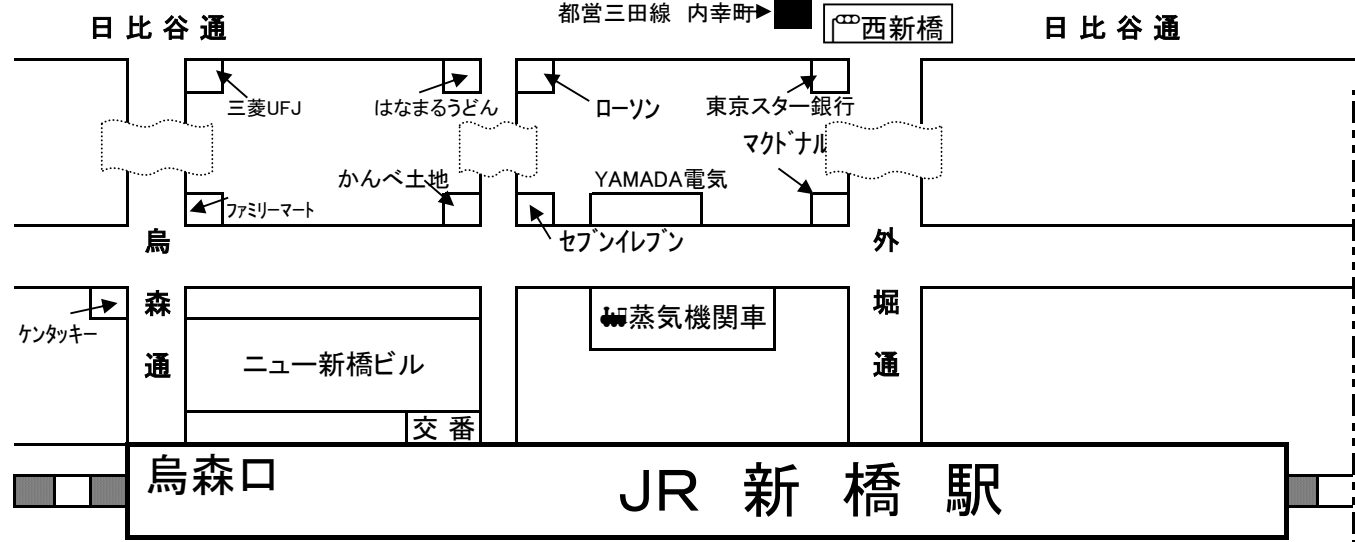 都営三田線 内幸町
西新橋
日比谷通
日比谷通
三菱UFJ
はなまるうどん
ローソン
東京スター銀行
マクドナル
かんべ土地
YAMADA電気
ファミリーマート
セブンイレブン
烏森通
外堀通
ケンタッキー
蒸気機関車
ニュー新橋ビル
交番
烏森口
JR 新橋駅